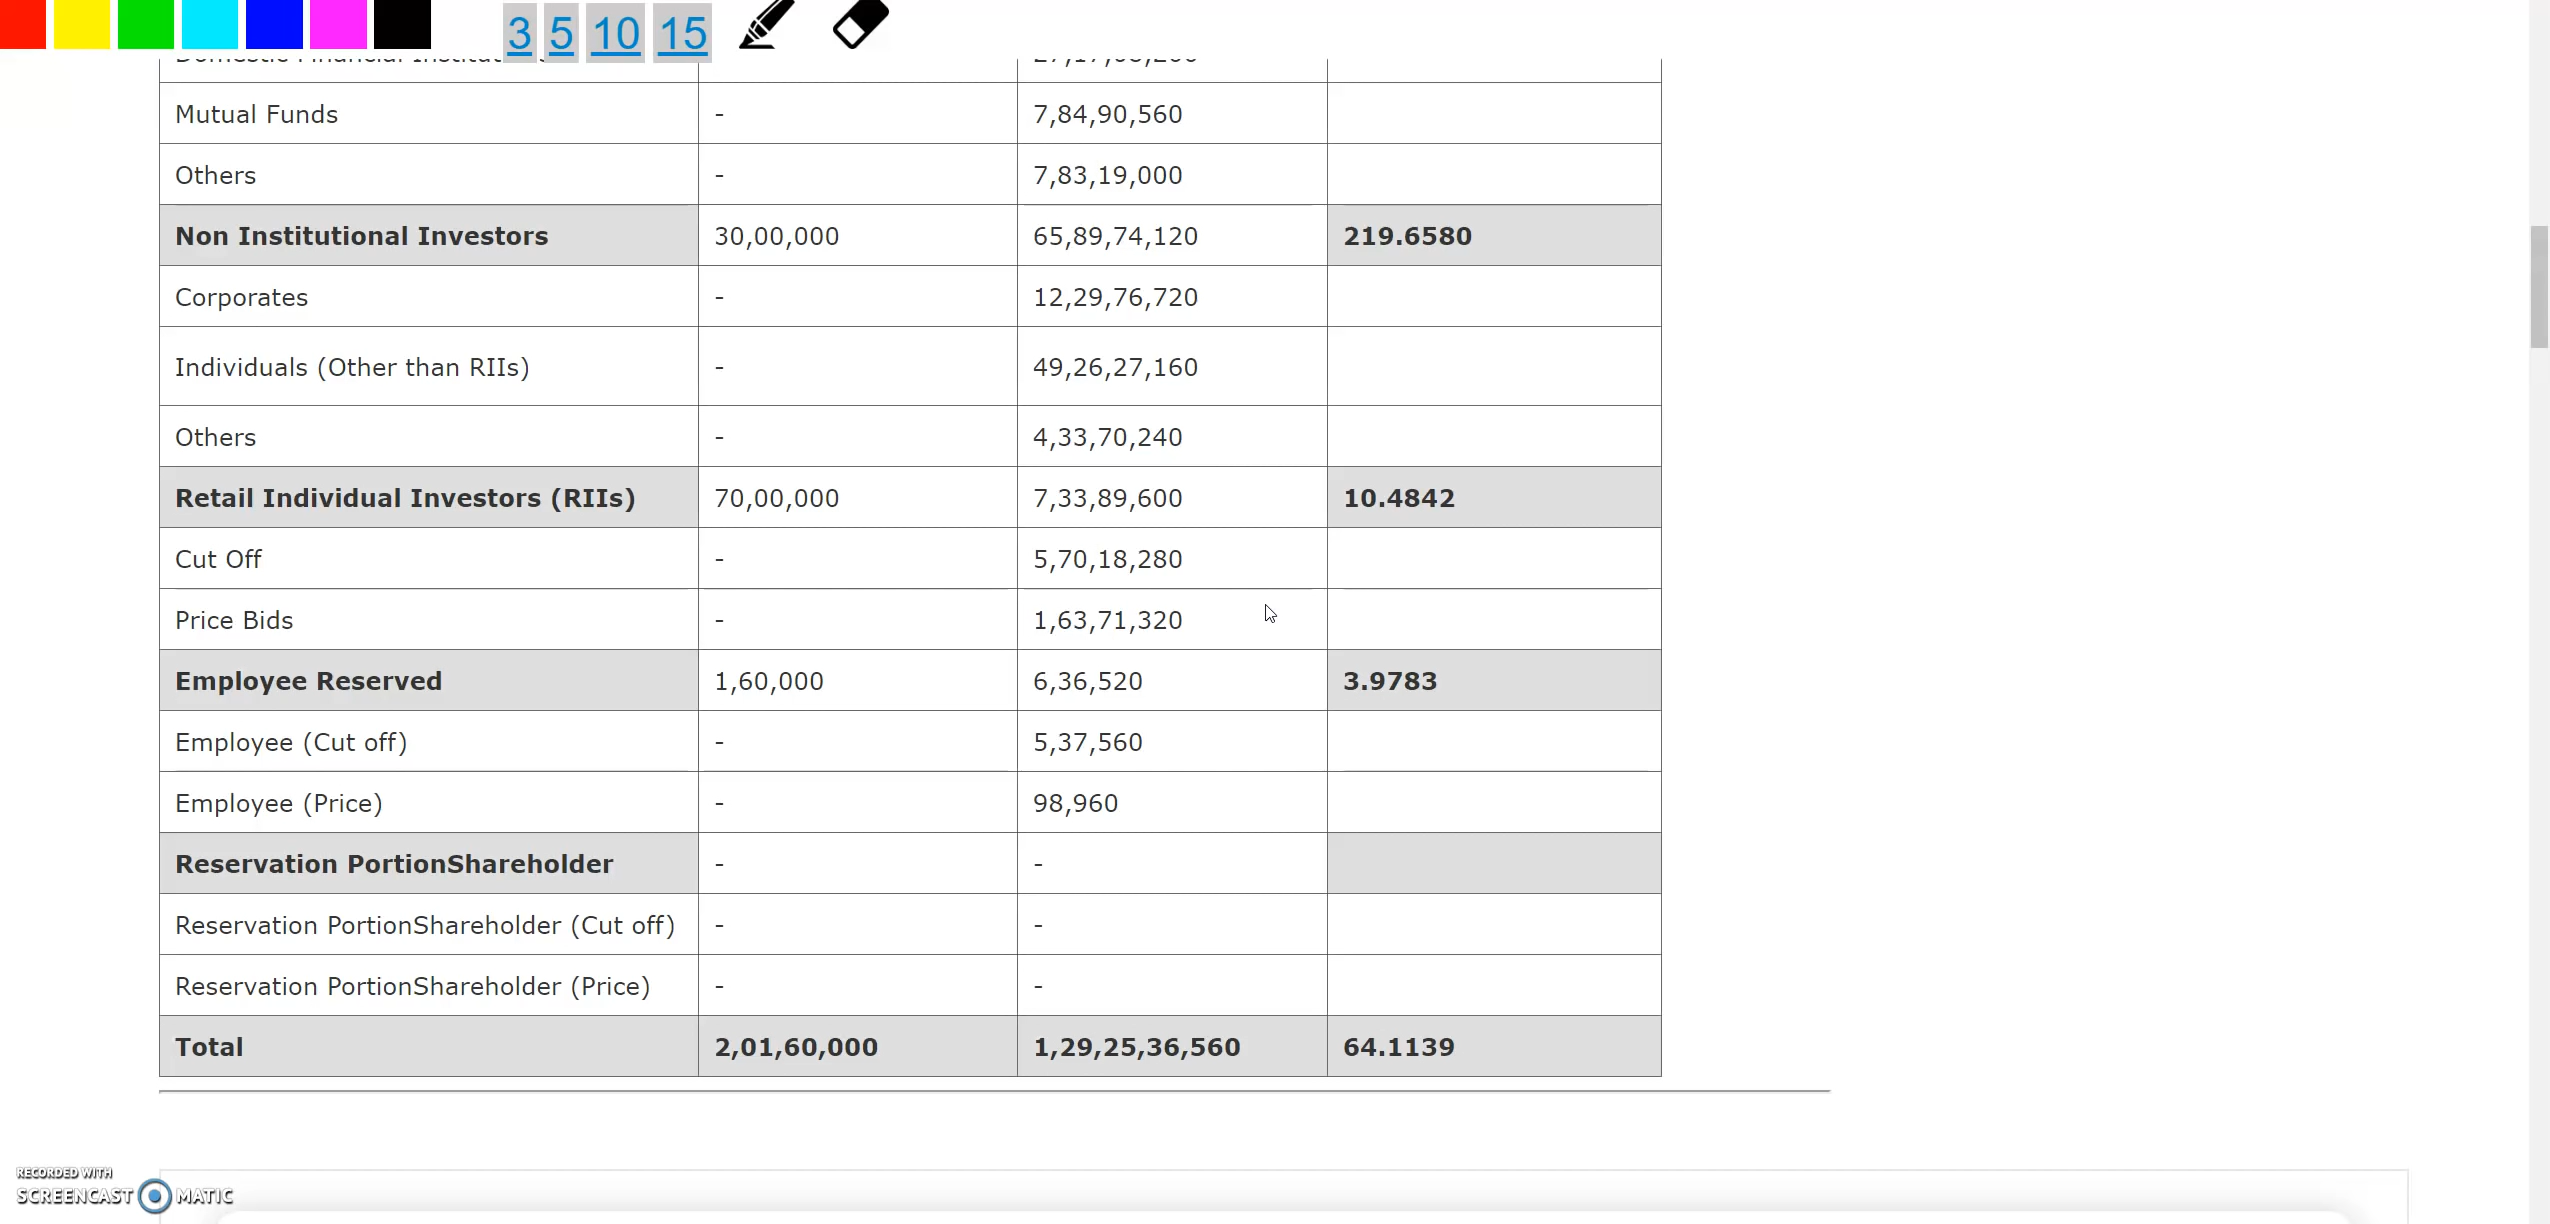 3 5 10 15
Mutual Funds - 7,84,90,560
Others - 7,83,19,000
Non Institutional Investors 30,00,000 65,89,74,120 219.6580
Corporates - 12,29,76,720
Individuals (Other than RIIs) - 49,26,27,160
Others - 4,33,70,240
Retail Individual Investors (RIIs) 70,00,000 7,33,89,600 10.4842
Cut Off - 5,70,18,280
Price Bids - 1,63,71,320
Employee Reserved 1,60,000 6,36,520 3.9783
Employee (Cut off) - 5,37,560
Employee (Price) - 98,960
Reservation PortionShareholder - -
Reservation PortionShareholder (Cut off) - -
Reservation PortionShareholder (Price) - -
Total 2,01,60,000 1,29,25,36,560 64.1139
RECORDED WITH
SCREENCAST MATIC